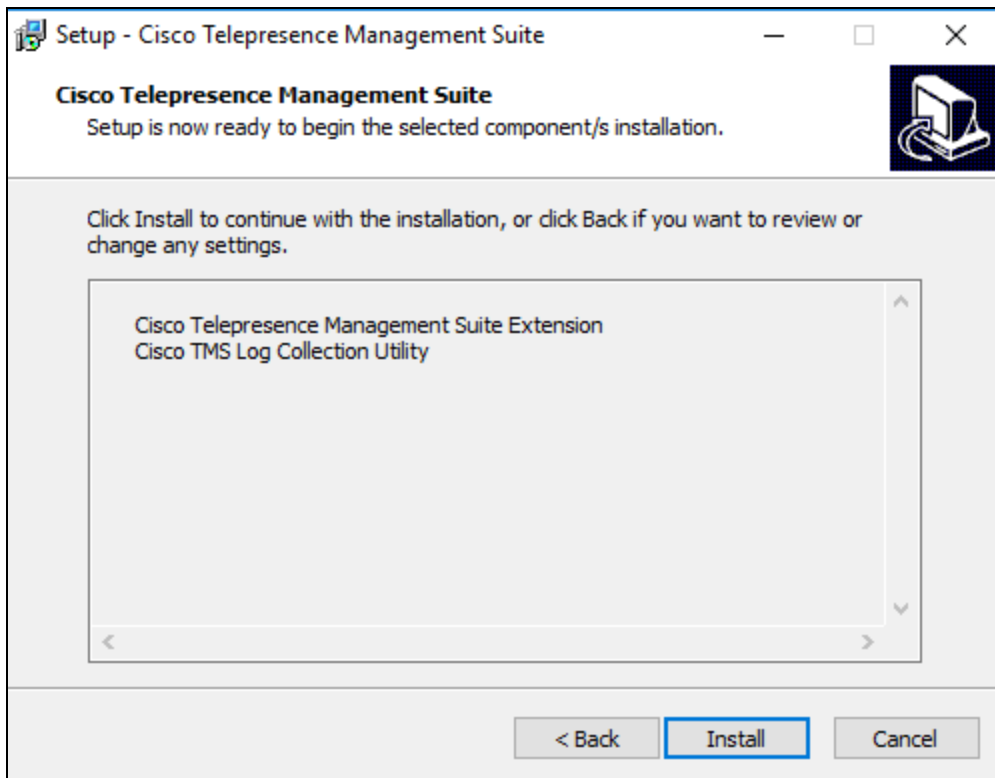 Setup - Cisco Telepresence Management Suite
Cisco Telepresence Management Suite
Setup is now ready to begin the selected component/s installation.
Click Install to continue with the installation, or click Back if you want to review or
change any settings.
Cisco Telepresence Management Suite Extension
Cisco TMS Log Collection Utility
< Back Install Cancel